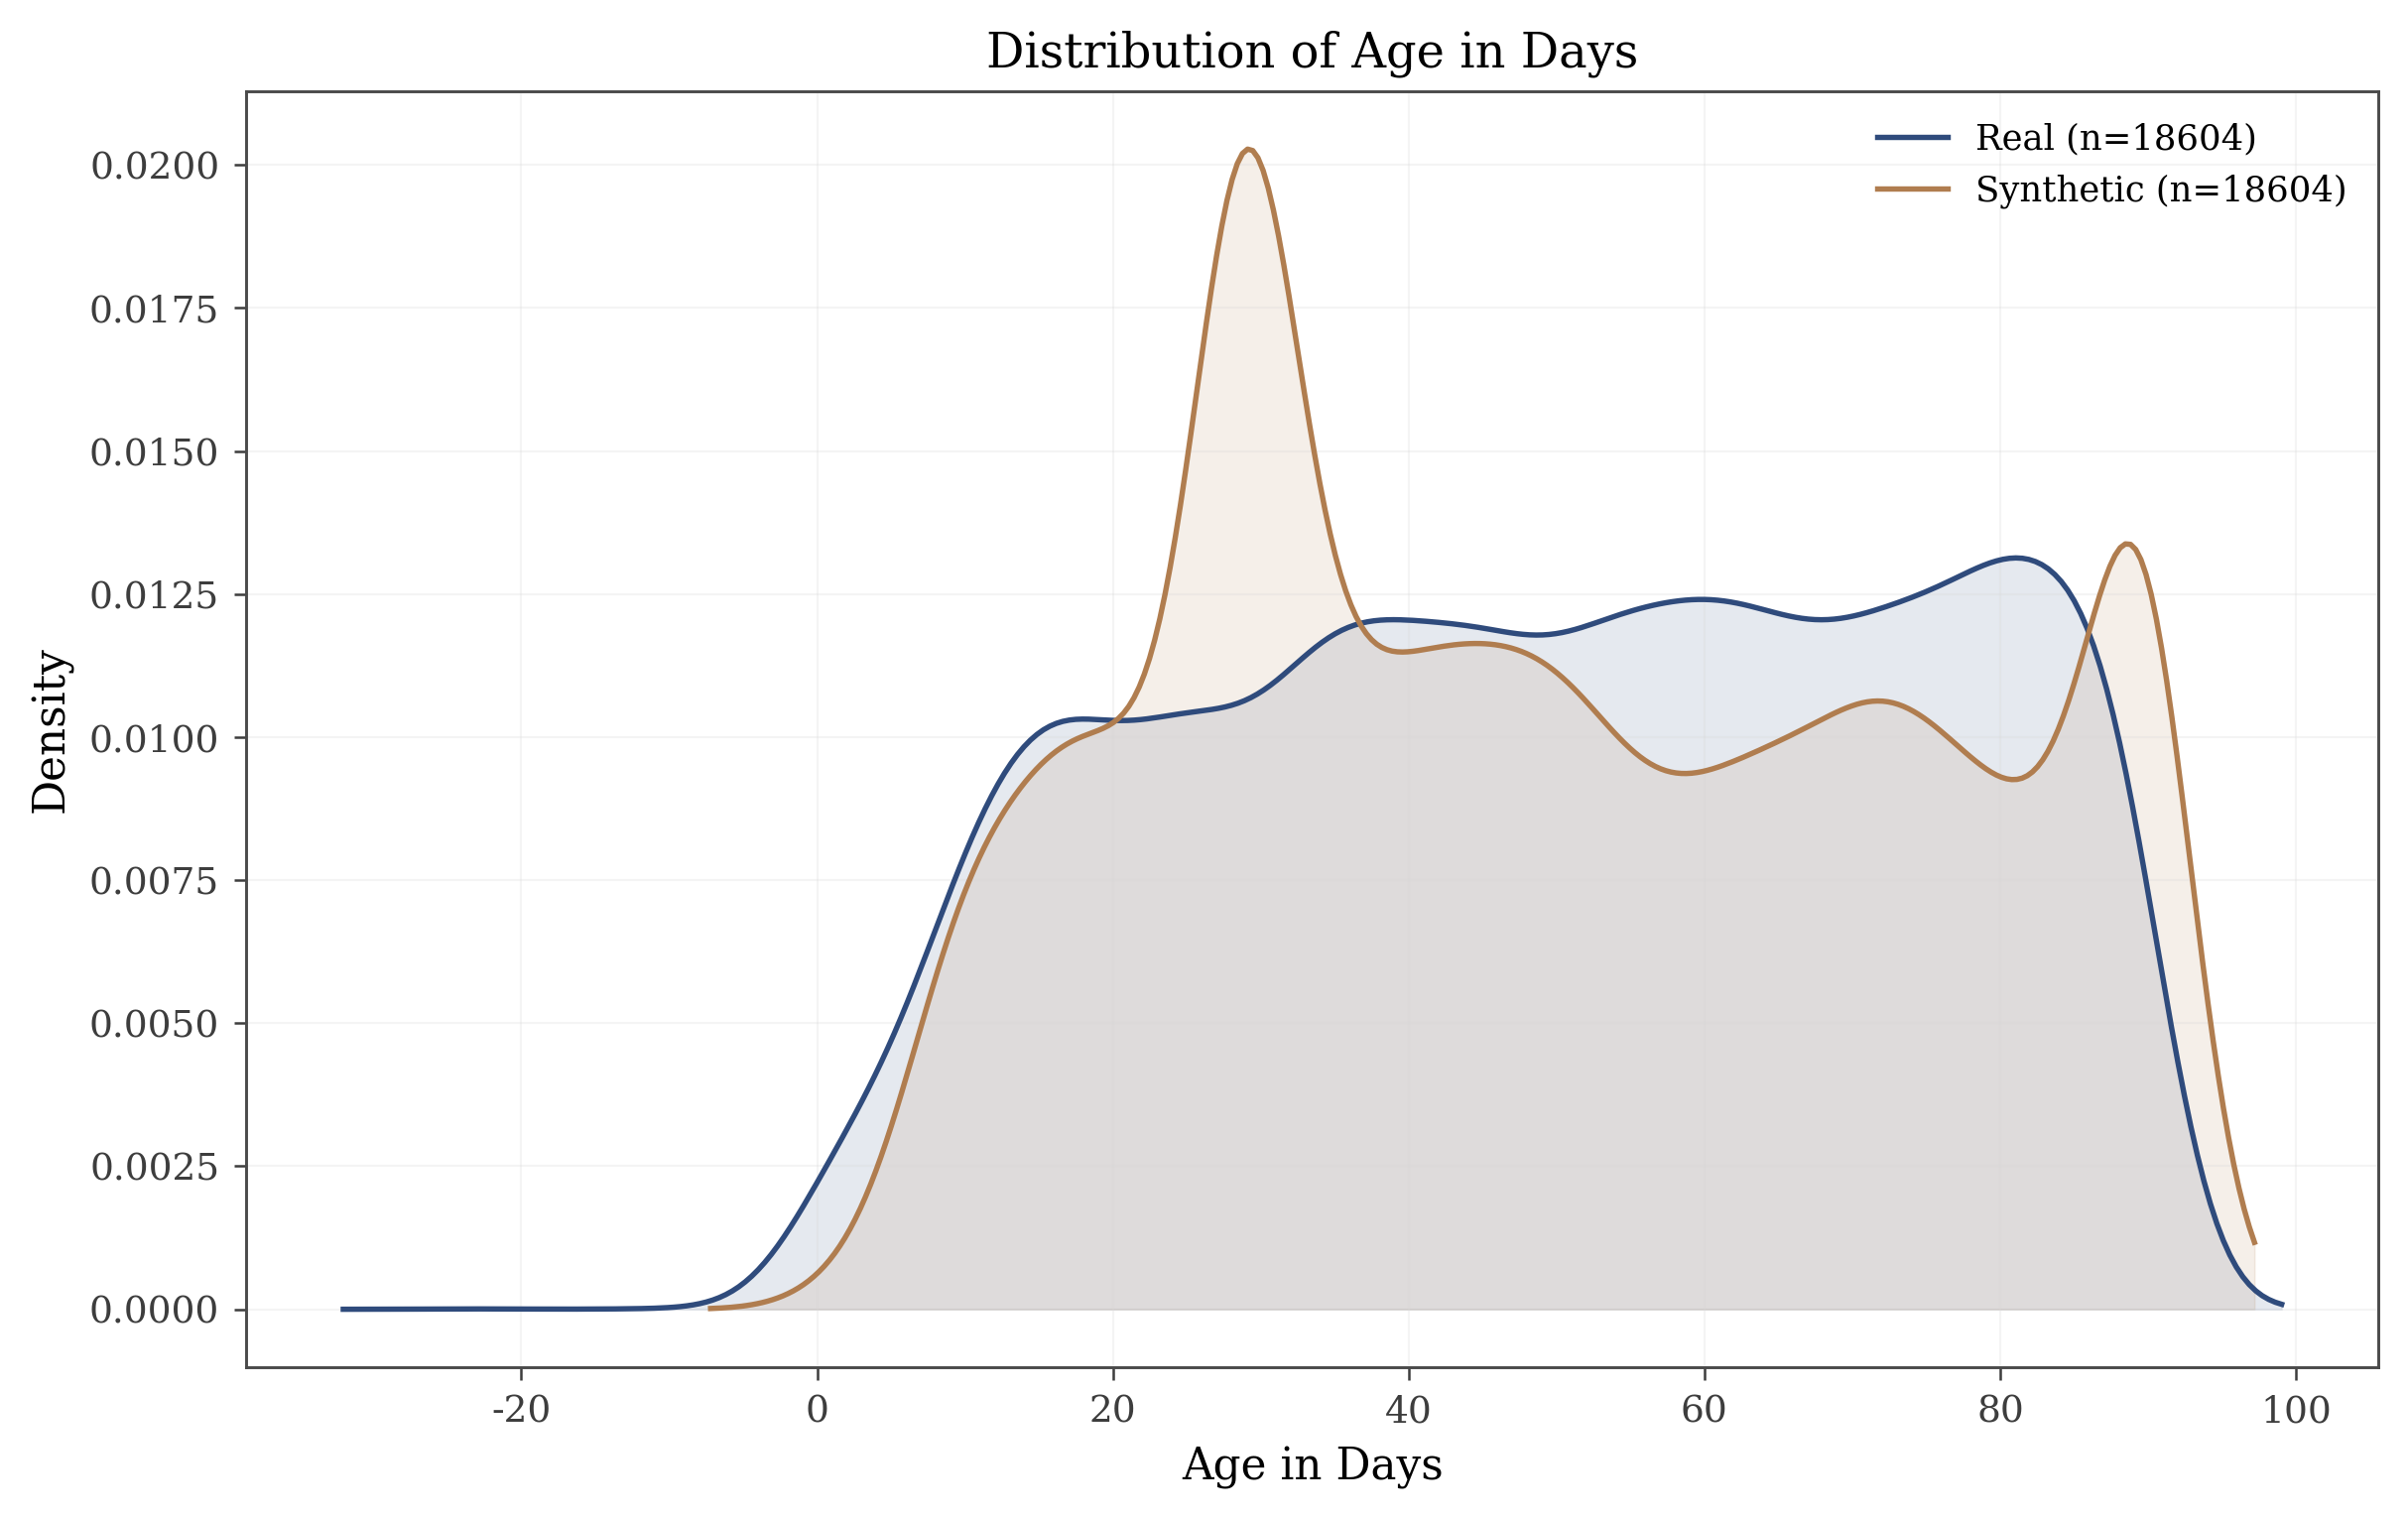 Distribution of Age in Days
Real (n=18604)
Synthetic (n=18604)
Density
0.0200
0.0175
0.0150
0.0125
0.0100
0.0075
0.0050
0.0025
0.0000
-20 0 20 40 60 80 100
Age in Days